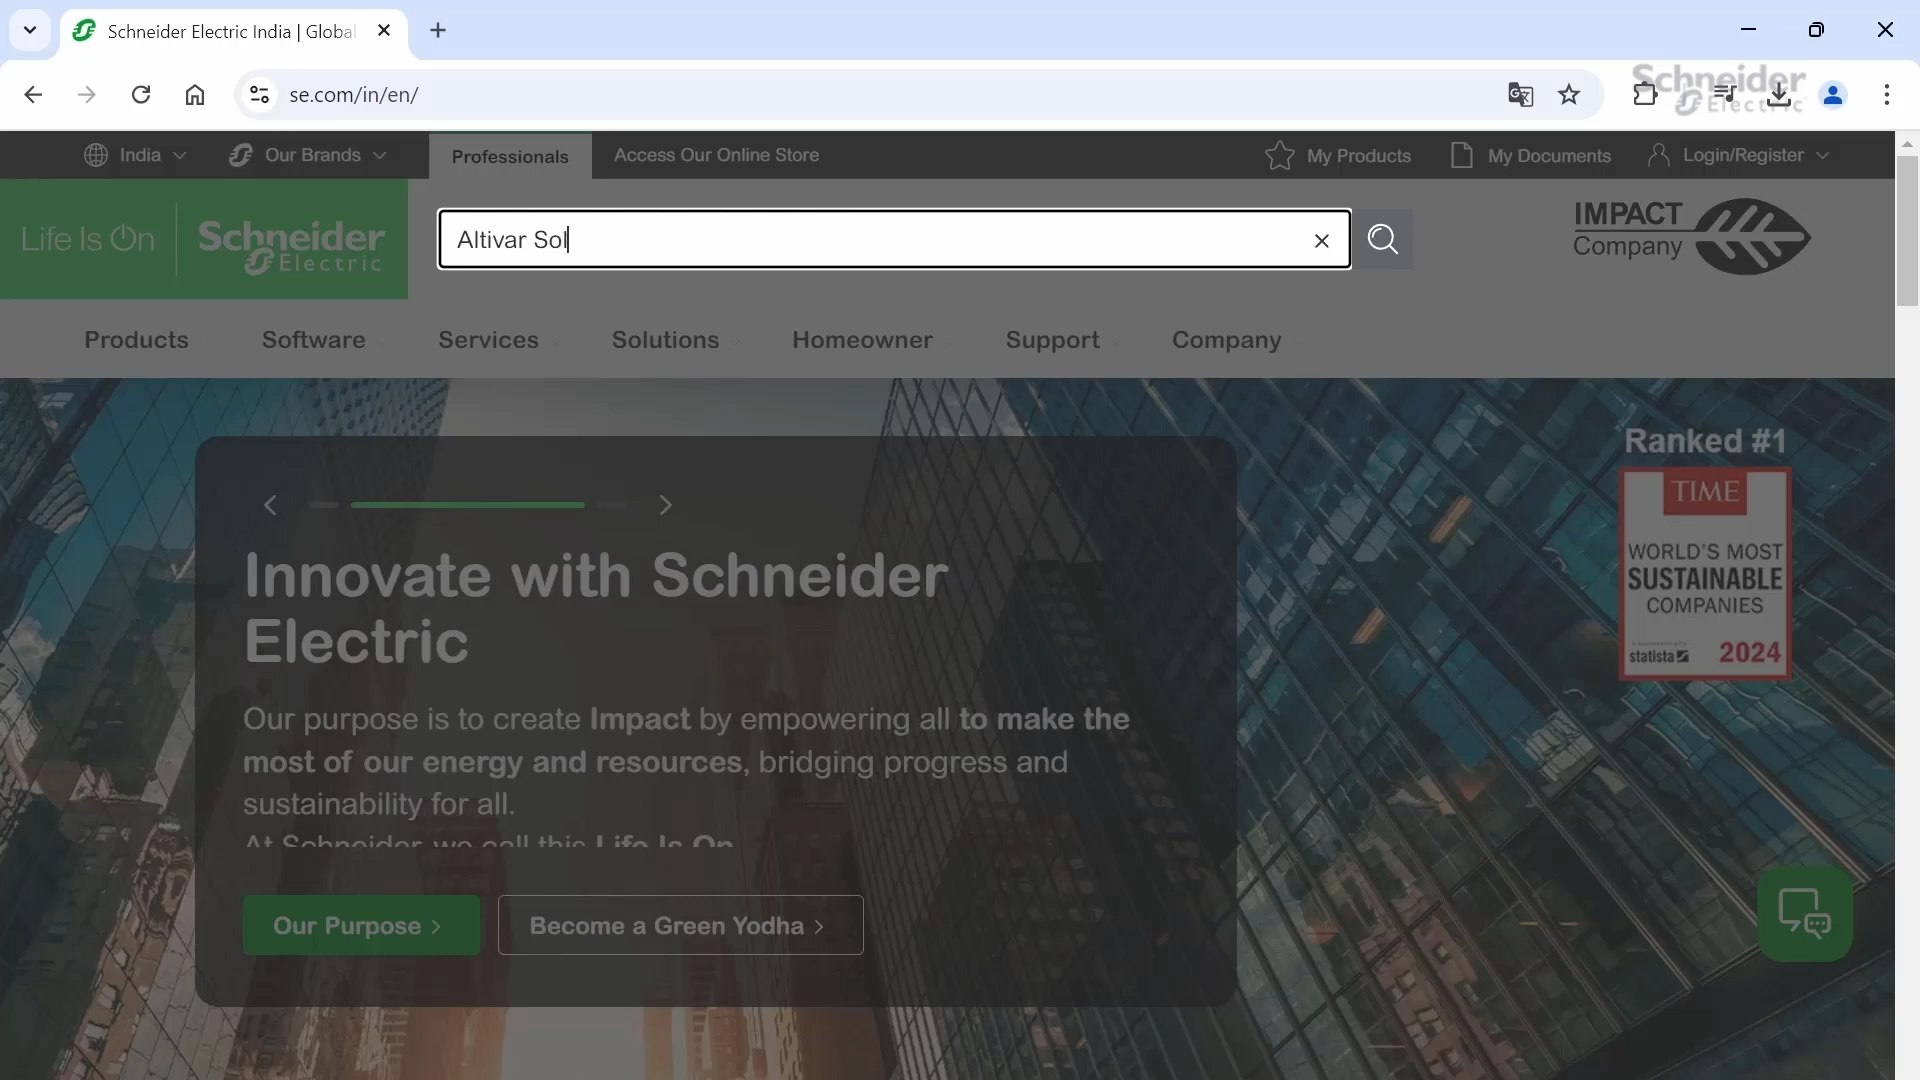 Schneider Electric India | Global
se.com/in/en/
Schneider
Electric
India
Our Brands
Professionals
Access Our Online Store
My Products
My Documents
Login/Register
Life Is On
Schneider
Electric
Altivar Sol
IMPACT
Company
Products
Software
Services
Solutions
Homeowner
Support
Company
Ranked #1
TIME
WORLD'S MOST
SUSTAINABLE
COMPANIES
statista
2024
Innovate with Schneider
Electric
Our purpose is to create Impact by empowering all to make the
most of our energy and resources, bridging progress and
sustainability for all.
At Schneider, we call this Life Is On.
Our Purpose >
Become a Green Yodha >